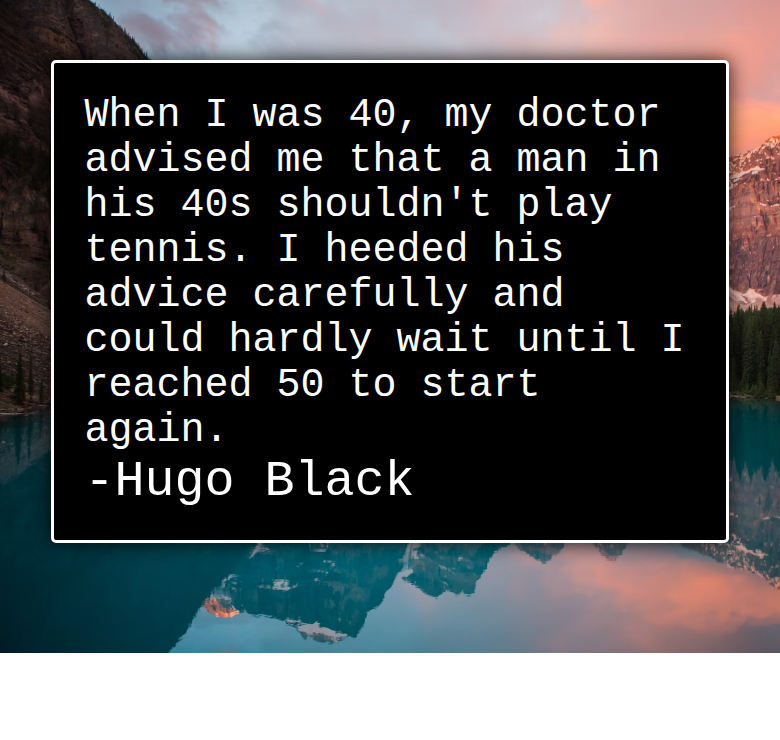 When I was 40, my doctor
advised me that a man in
his 40s shouldn't play
tennis. I heeded his
advice carefully and
could hardly wait until I
reached 50 to start
again.
-Hugo Black